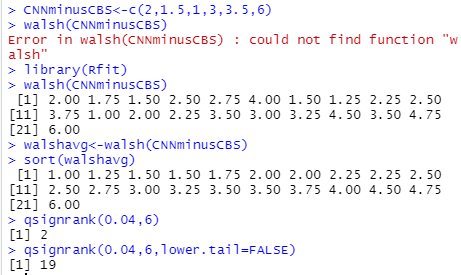 > CNNminusCBS<-c(2,1.5,1,3,3.5,6)
> walsh(CNNminusCBS)
Error in walsh(CNNminusCBS) : could not find function "w
alsh"
> library(Rfit)
> walsh(CNNminusCBS)
[1] 2.00 1.75 1.50 2.50 2.75 4.00 1.50 1.25 2.25 2.50
[11] 3.75 1.00 2.00 2.25 3.50 3.00 3.25 4.50 3.50 4.75
[21] 6.00
> walshavg<-walsh(CNNminusCBS)
> sort(walshavg)
[1] 1.00 1.25 1.50 1.50 1.75 2.00 2.00 2.25 2.25 2.50
[11] 2.50 2.75 3.00 3.25 3.50 3.50 3.75 4.00 4.50 4.75
[21] 6.00
> qsignrank(0.04,6)
[1] 2
> qsignrank(0.04,6,lower.tail=FALSE)
[1] 19